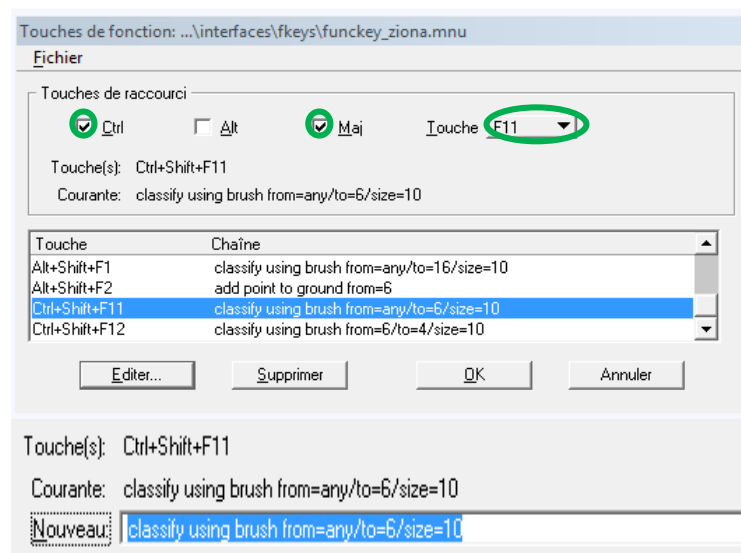 Touches de fonction: ...\interfaces\fkeys\funckey_ziona.mnu
Fichier
Touches de raccourci
Ctrl Alt Maj Touche F11
Touche(s): Ctrl+Shift+F11
Courante: classify using brush from=any/to=6/size=10
Touche Chaîne
Alt+Shift+F1 classify using brush from=any/to=16/size=10
Alt+Shift+F2 add point to ground from=6
Ctrl+Shift+F11 classify using brush from=any/to=6/size=10
Ctrl+Shift+F12 classify using brush from=6/to=4/size=10
Editer... Supprimer OK Annuler
Touche(s): Ctrl+Shift+F11
Courante: classify using brush from=any/to=6/size=10
Nouveau: classify using brush from=any/to=6/size=10